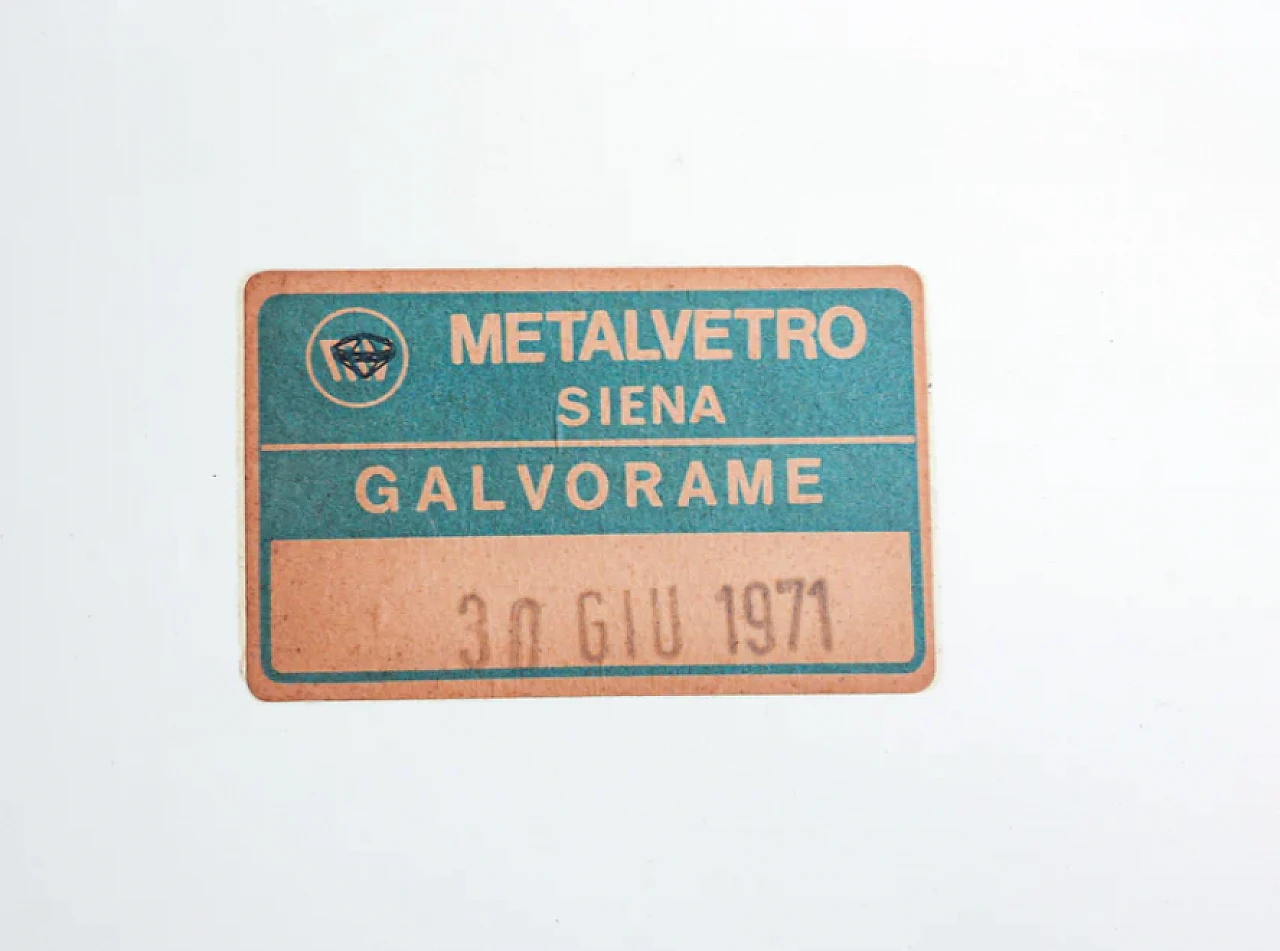 METALVETRO
SIENA
GALVORAME
30 GIU 1971